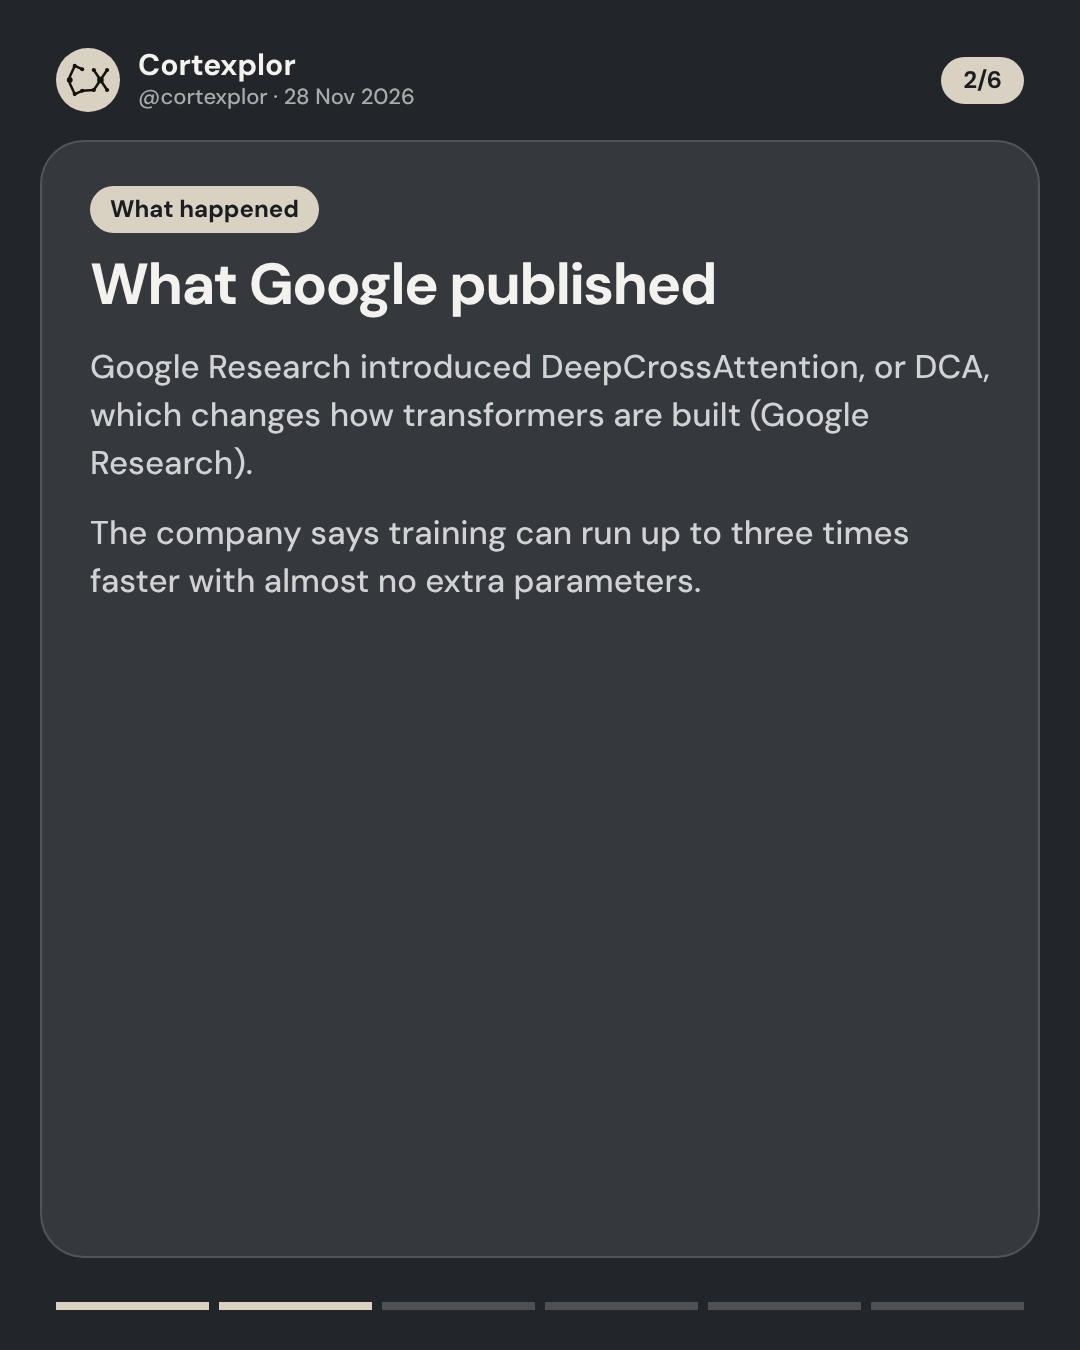 Cortexplor
@cortexplor · 28 Nov 2026
2/6
What happened
What Google published
Google Research introduced DeepCrossAttention, or DCA,
which changes how transformers are built (Google
Research).
The company says training can run up to three times
faster with almost no extra parameters.